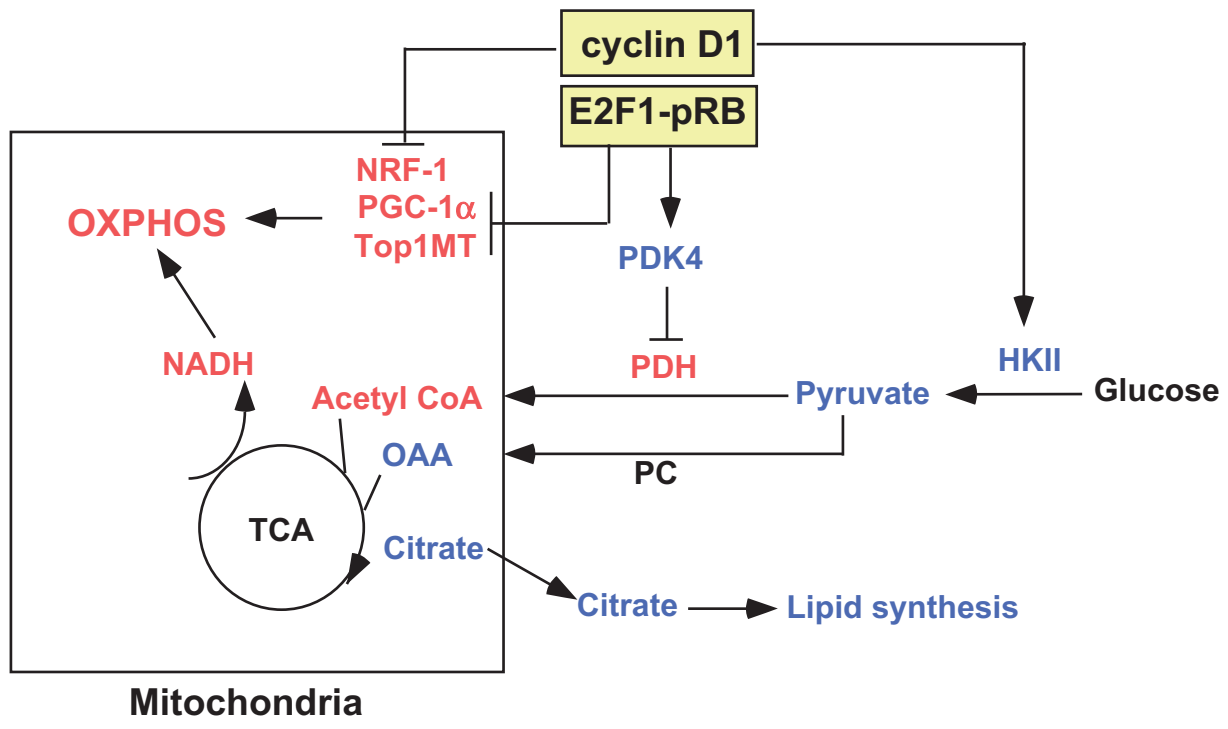 cyclin D1
E2F1-pRB
NRF-1
PGC-1α
Top1MT
OXPHOS
PDK4
NADH
PDH
HKII
Acetyl CoA
Pyruvate
Glucose
OAA
PC
TCA
Citrate
Citrate
Lipid synthesis
Mitochondria